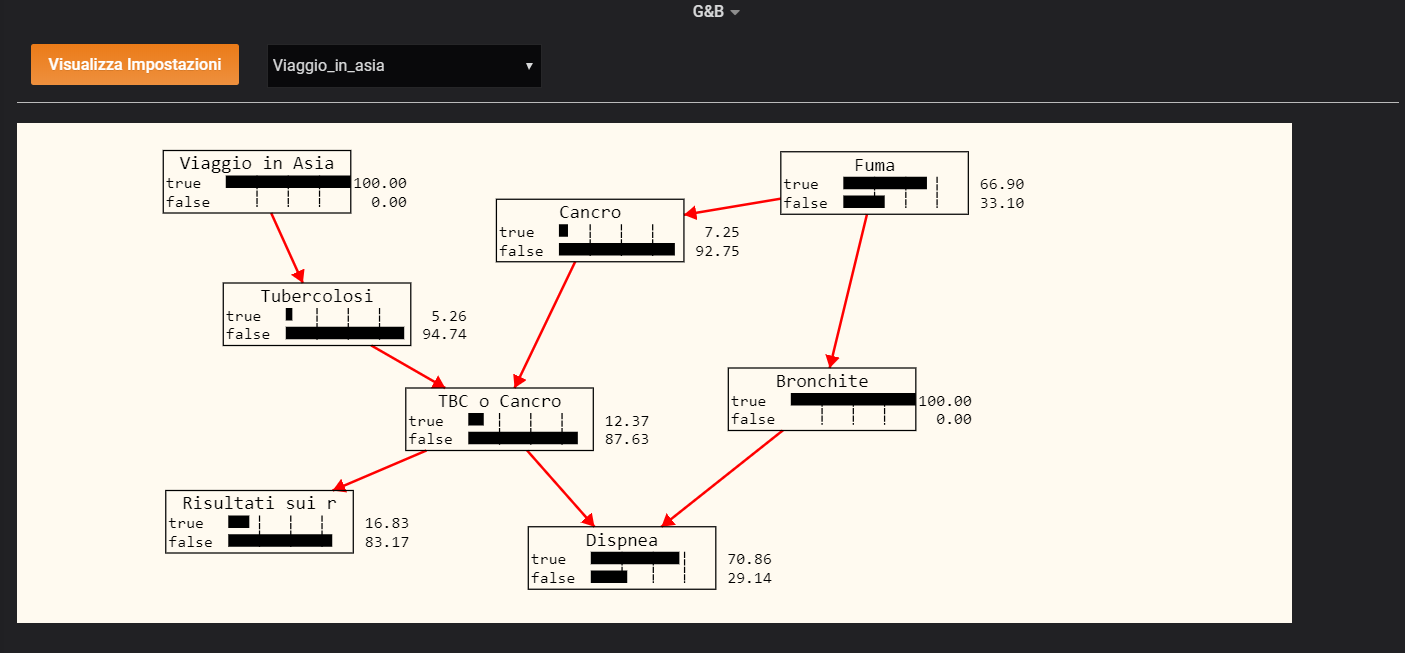 G&B
Visualizza Impostazioni
Viaggio_in_asia
Viaggio in Asia
true 100.00
false 0.00
Fuma
true 66.90
false 33.10
Cancro
true 7.25
false 92.75
Tubercolosi
true 5.26
false 94.74
Bronchite
true 100.00
false 0.00
TBC o Cancro
true 12.37
false 87.63
Risultati sui r
true 16.83
false 83.17
Dispnea
true 70.86
false 29.14